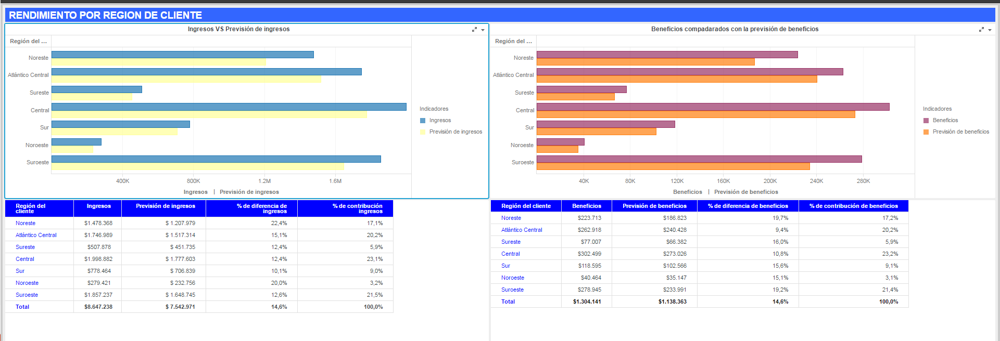 RENDIMIENTO POR REGION DE CLIENTE
Ingresos VS Previsión de ingresos
Región del ...
Noreste
Atlántico Central
Sureste
Central
Sur
Noroeste
Suroeste
400K 800K 1.2M 1.6M
Ingresos | Previsión de ingresos
Indicadores
Ingresos
Previsión de ingresos
Beneficios compadarados con la previsión de beneficios
Región del ...
Noreste
Atlántico Central
Sureste
Central
Sur
Noroeste
Suroeste
40K 80K 120K 160K 200K 240K 280K
Beneficios | Previsión de beneficios
Indicadores
Beneficios
Previsión de beneficios
Región del cliente Ingresos Previsión de ingresos % de diferencia de ingresos % de contribución ingresos
Noreste $1.478.368 $ 1.207.979 22,4% 17,1%
Atlántico Central $1.746.989 $ 1.517.314 15,1% 20,2%
Sureste $507.878 $ 451.735 12,4% 5,9%
Central $1.998.882 $ 1.777.603 12,4% 23,1%
Sur $778.464 $ 706.839 10,1% 9,0%
Noroeste $279.421 $ 232.756 20,0% 3,2%
Suroeste $1.857.237 $ 1.648.745 12,6% 21,5%
Total $8.647.238 $ 7.542.971 14,6% 100,0%
Región del cliente Beneficios Previsión de beneficios % de diferencia de beneficios % de contribución de beneficios
Noreste $223.713 $186.823 19,7% 17,2%
Atlántico Central $262.918 $240.428 9,4% 20,2%
Sureste $77.007 $66.382 16,0% 5,9%
Central $302.499 $273.026 10,8% 23,2%
Sur $118.595 $102.566 15,6% 9,1%
Noroeste $40.464 $35.147 15,1% 3,1%
Suroeste $278.945 $233.991 19,2% 21,4%
Total $1.304.141 $1.138.363 14,6% 100,0%